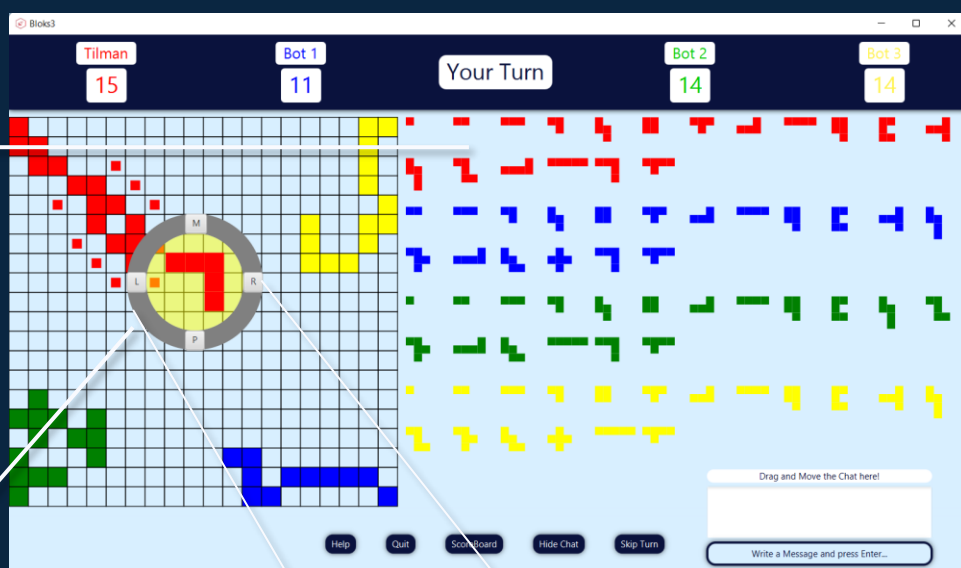 Bloks3
Tilman
15
Bot 1
11
Your Turn
Bot 2
14
Bot 3
14
M
L
R
P
Drag and Move the Chat here!
Write a Message and press Enter...
Help
Quit
ScoreBoard
Hide Chat
Skip Turn